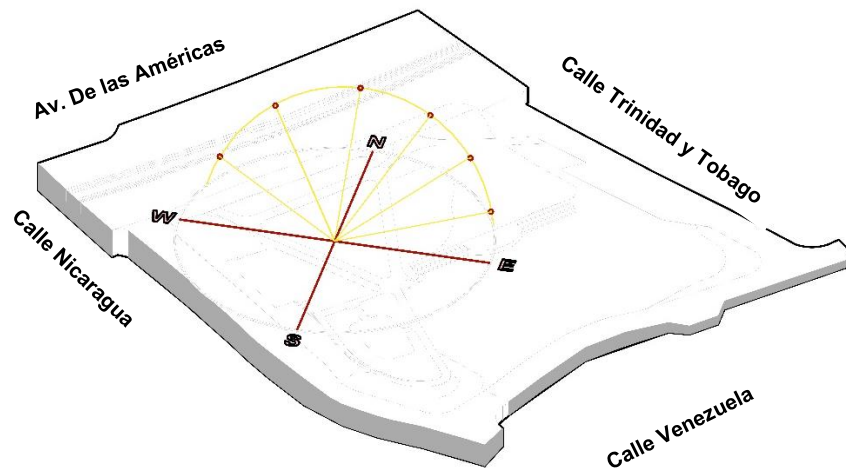 Av. De las Américas
Calle Trinidad y Tobago
N
W
E
S
Calle Nicaragua
Calle Venezuela